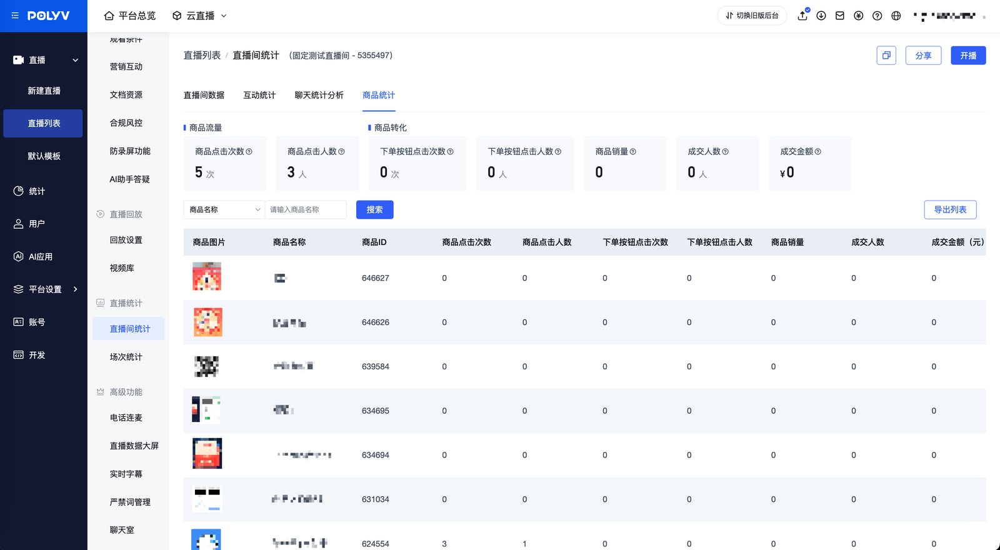 POLYV
平台总览
云直播
切换旧版后台
直播
新建直播
直播列表
默认模板
统计
用户
AI应用
平台设置
账号
开发
观看条件
营销互动
文档资源
合规风控
防录屏功能
AI助手答疑
直播回放
回放设置
视频库
直播统计
直播间统计
场次统计
高级功能
电话连麦
直播数据大屏
实时字幕
严禁词管理
聊天室
直播列表 / 直播间统计 (固定测试直播间 - 5355497)
分享
开播
直播间数据 互动统计 聊天统计分析 商品统计
商品流量 商品转化
商品点击次数 商品点击人数 下单按钮点击次数 下单按钮点击人数 商品销量 成交人数 成交金额
5 次 3 人 0 次 0 人 0 0 人 ¥0
商品名称 请输入商品名称 搜索 导出列表
商品图片 商品名称 商品ID 商品点击次数 商品点击人数 下单按钮点击次数 下单按钮点击人数 商品销量 成交人数 成交金额（元）
646627 0 0 0 0 0 0 0
646626 0 0 0 0 0 0 0
639584 0 0 0 0 0 0 0
634695 0 0 0 0 0 0 0
634694 0 0 0 0 0 0 0
631034 0 0 0 0 0 0 0
624554 3 1 0 0 0 0 0